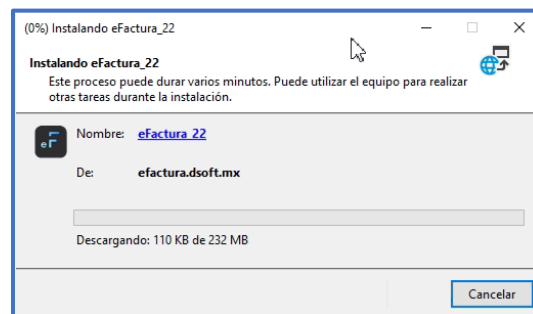 (0%) Instalando eFactura_22
Instalando eFactura_22
Este proceso puede durar varios minutos. Puede utilizar el equipo para realizar
otras tareas durante la instalación.
eF
Nombre: eFactura_22
De: efactura.dsoft.mx
Descargando: 110 KB de 232 MB
Cancelar